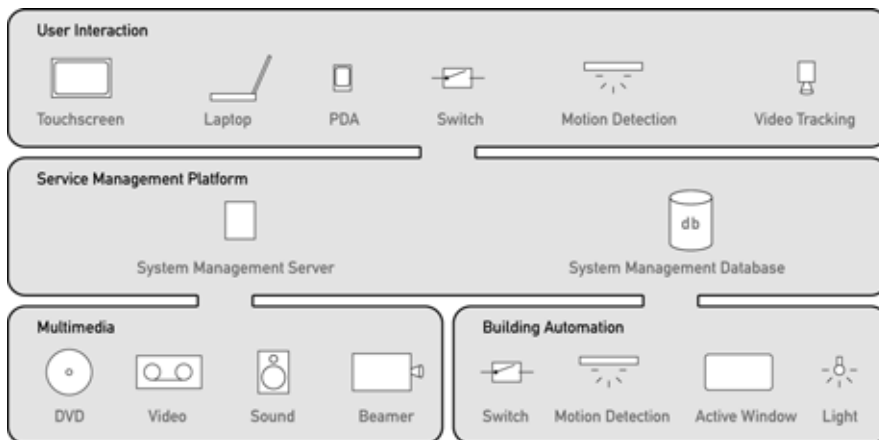 User Interaction
Touchscreen Laptop PDA Switch Motion Detection Video Tracking
Service Management Platform
db
System Management Server System Management Database
Multimedia Building Automation
DVD Video Sound Beamer Switch Motion Detection Active Window Light